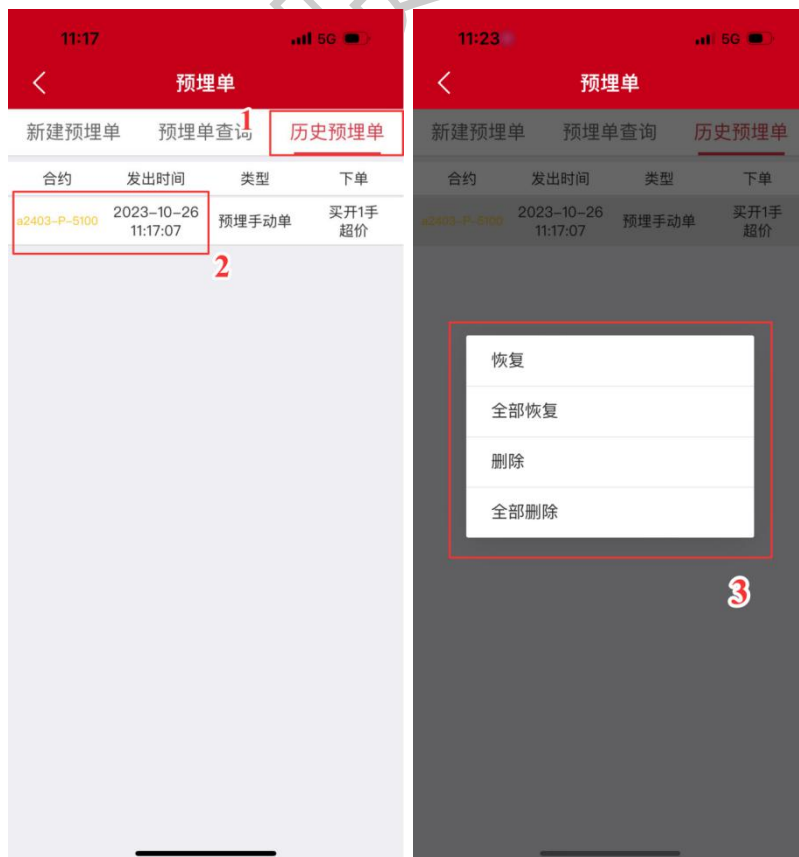 11:17
5G
预埋单
1
新建预埋单
预埋单查询
历史预埋单
合约
发出时间
类型
下单
a2403-P-5100
2023-10-26
11:17:07
预埋手动单
买开1手
超价
2
11:23
5G
预埋单
新建预埋单
预埋单查询
历史预埋单
合约
发出时间
类型
下单
a2403-P-5100
2023-10-26
11:17:07
预埋手动单
买开1手
超价
恢复
全部恢复
删除
全部删除
3